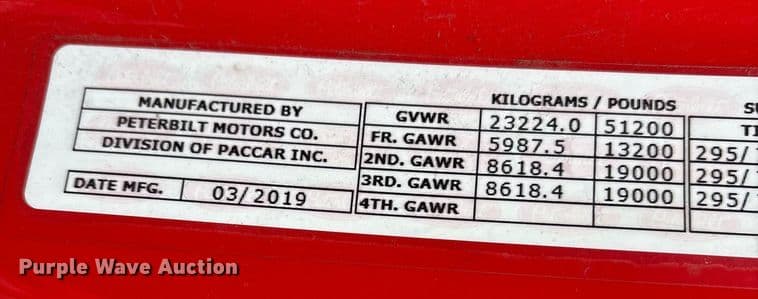 KILOGRAMS / POUNDS
MANUFACTURED BY
PETERBILT MOTORS CO.
DIVISION OF PACCAR INC.
DATE MFG. 03/2019
GVWR 23224.0 51200
FR. GAWR 5987.5 13200 295/
2ND. GAWR 8618.4 19000 295/
3RD. GAWR 8618.4 19000 295/
4TH. GAWR
Purple Wave Auction